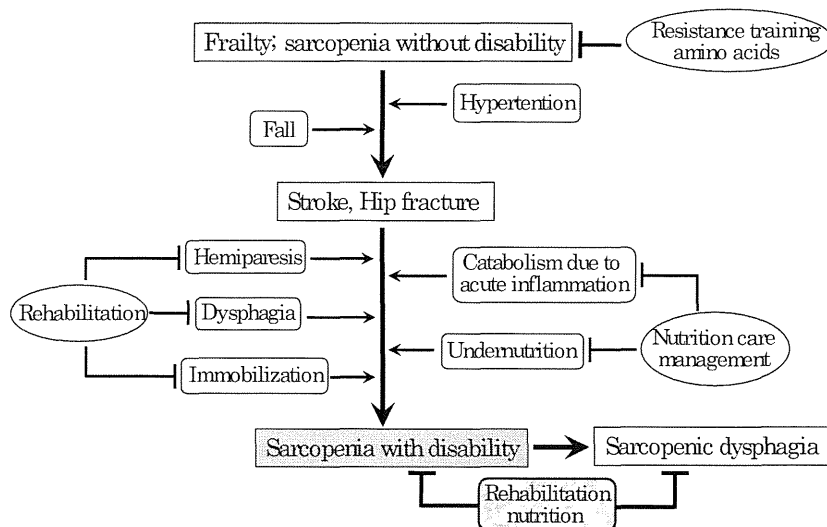 Frailty; sarcopenia without disability
Resistance training
amino acids
Hypertention
Fall
Stroke, Hip fracture
Hemiparesis
Catabolism due to
acute inflammation
Rehabilitation
Dysphagia
Undernutrition
Nutrition care
management
Immobilization
Sarcopenia with disability
Sarcopenic dysphagia
Rehabilitation
nutrition